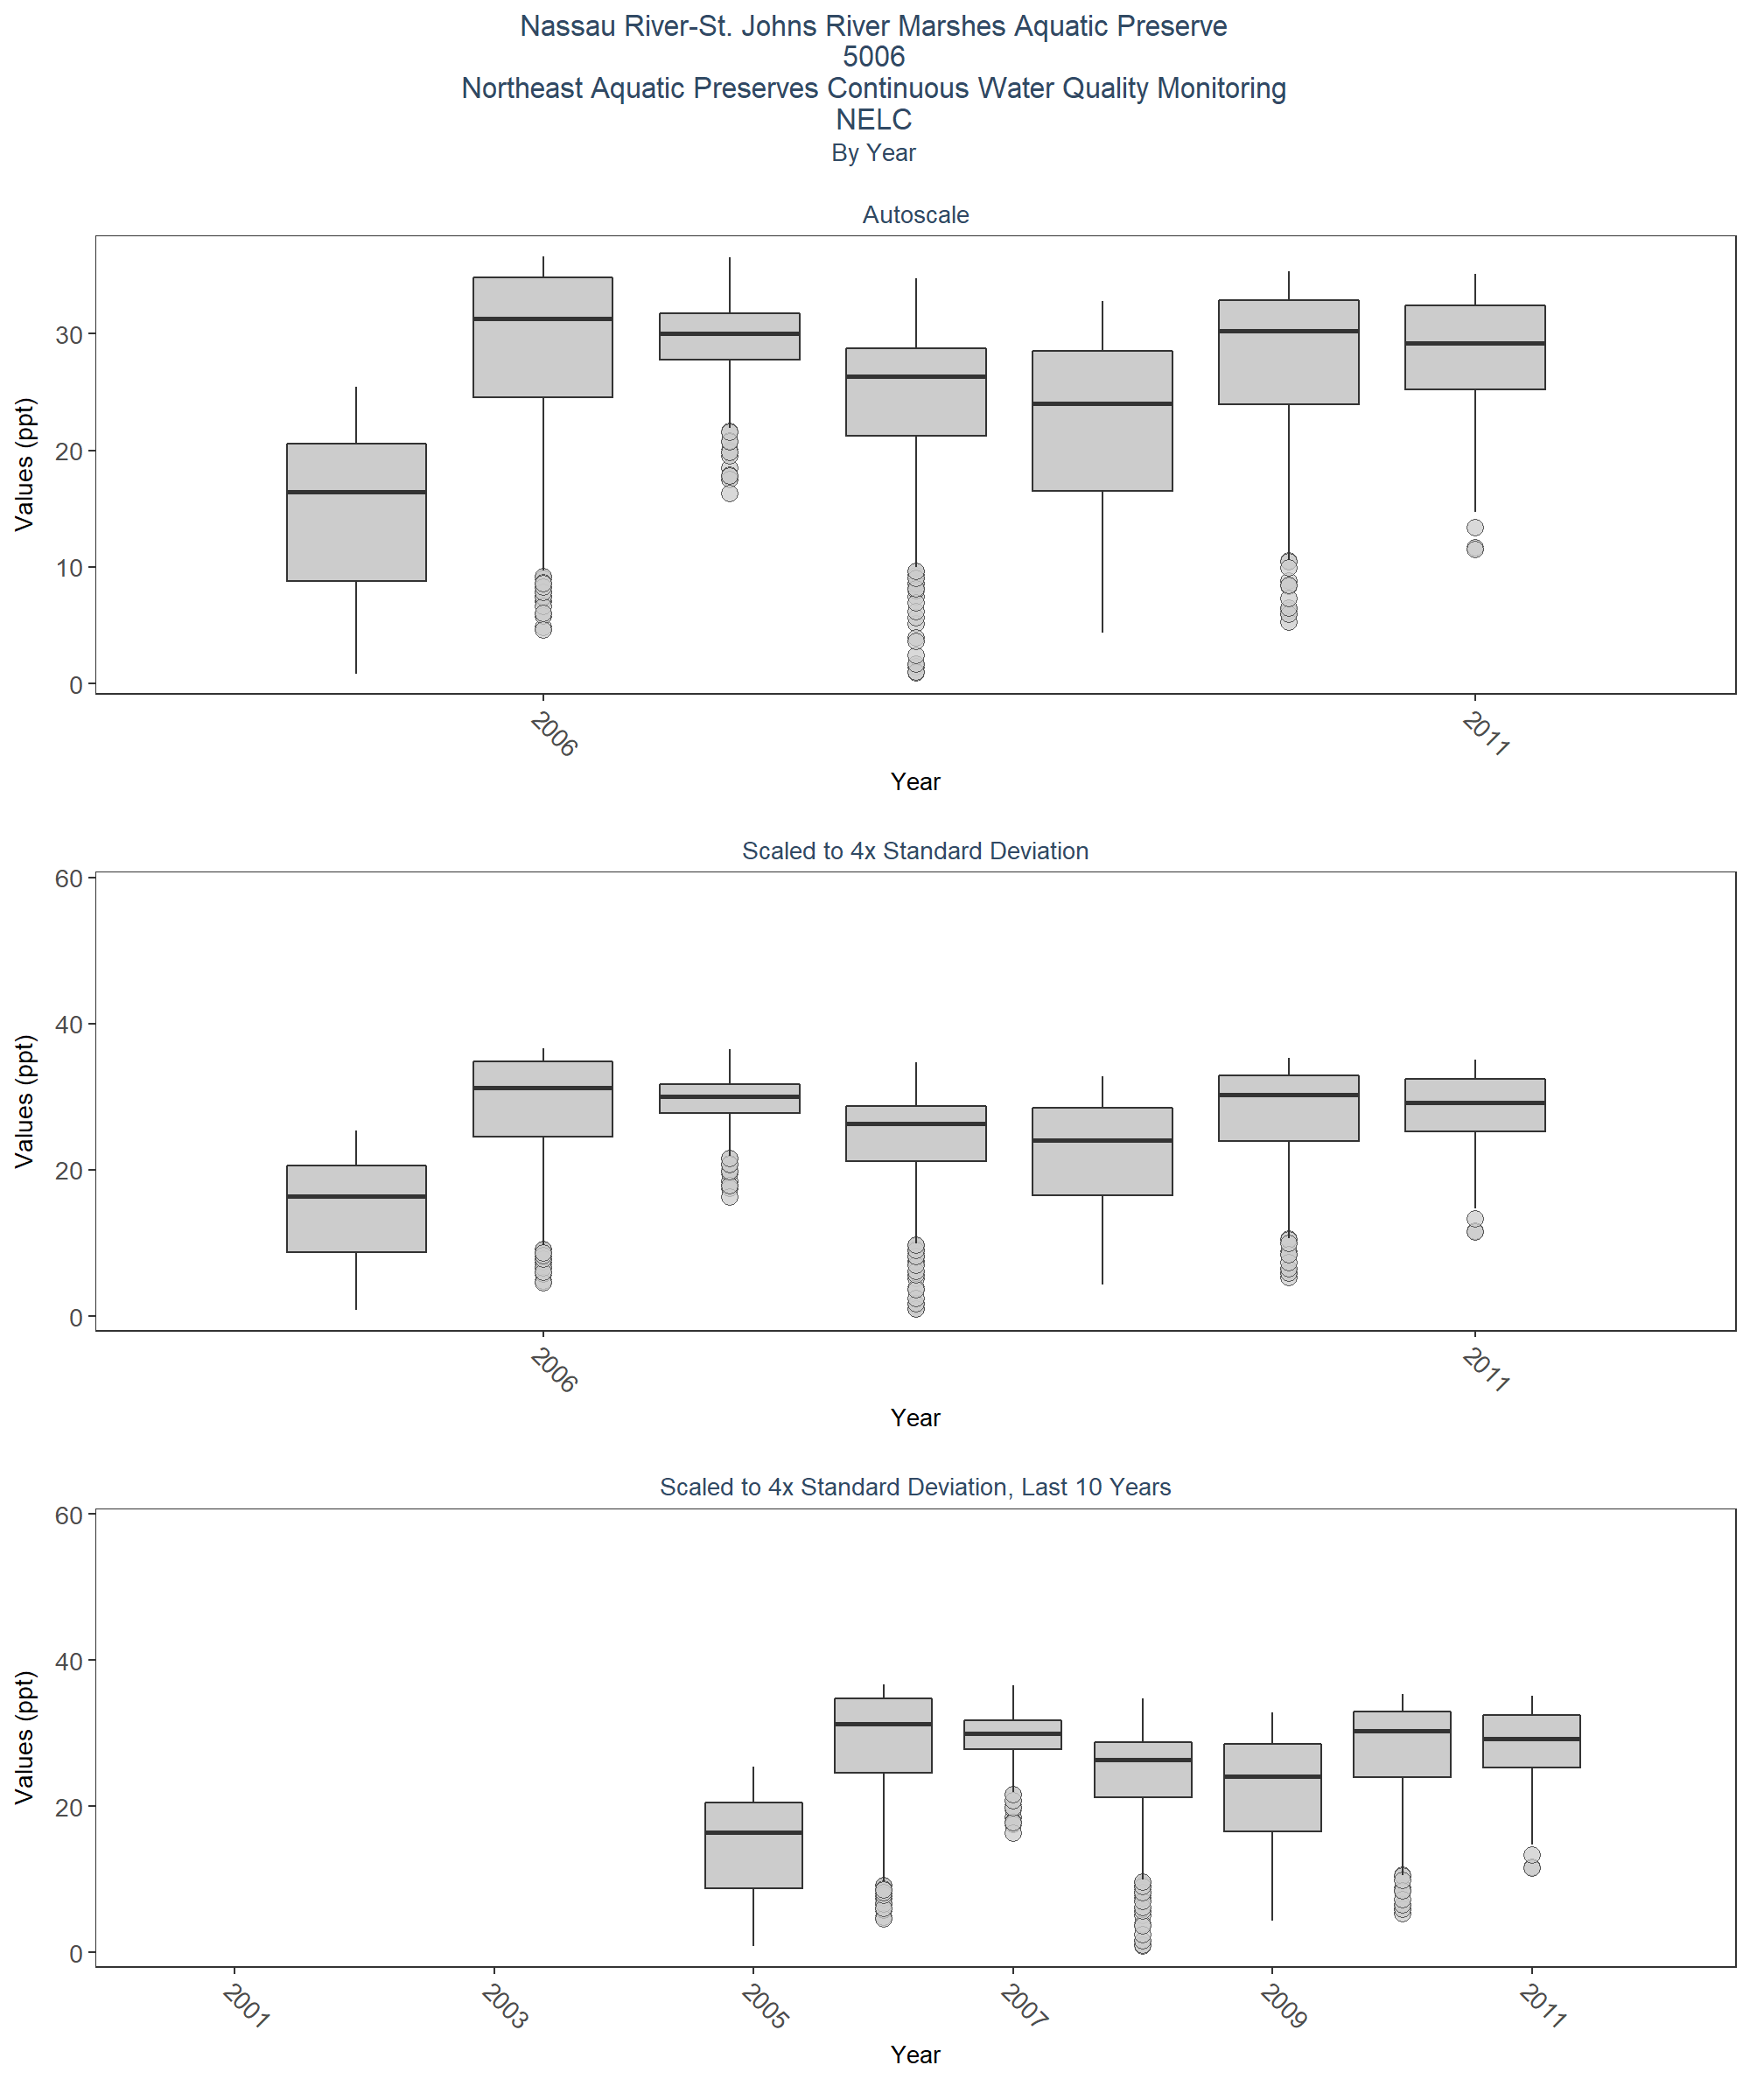 Nassau River-St. Johns River Marshes Aquatic Preserve
5006
Northeast Aquatic Preserves Continuous Water Quality Monitoring
NELC
By Year
Autoscale
Values (ppt)
30
20
10
0
2006
2011
Year
Scaled to 4x Standard Deviation
Values (ppt)
60
40
20
0
2006
2011
Year
Scaled to 4x Standard Deviation, Last 10 Years
Values (ppt)
60
40
20
0
2001
2003
2005
2007
2009
2011
Year